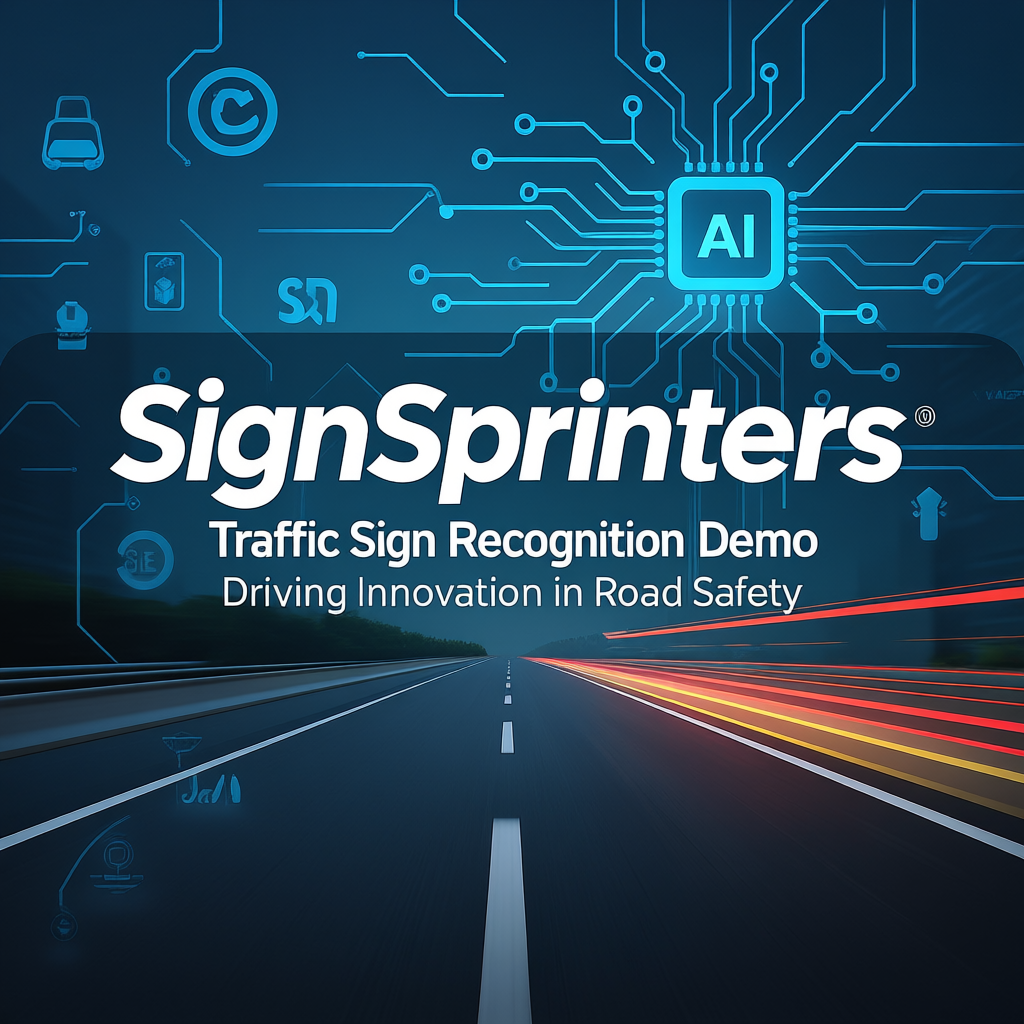 AI
SignSprinters
Traffic Sign Recognition Demo
Driving Innovation in Road Safety